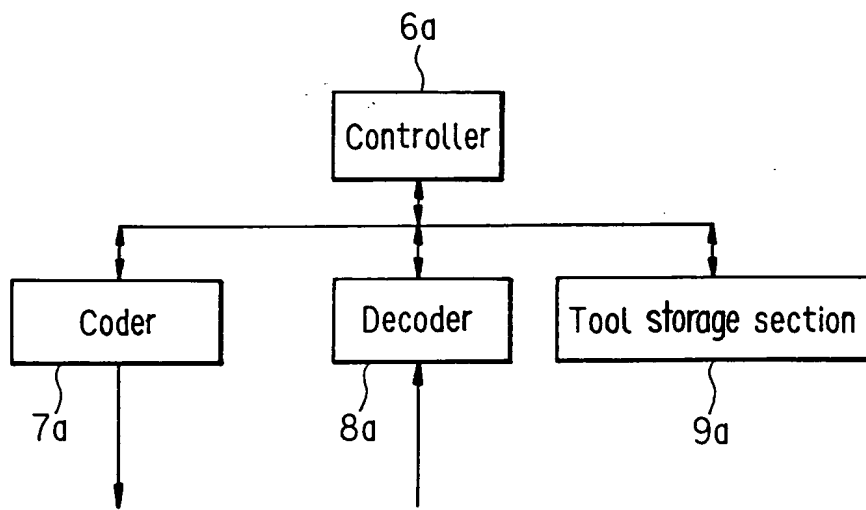 6a
Controller
Coder
Decoder
Tool storage section
7a
8a
9a